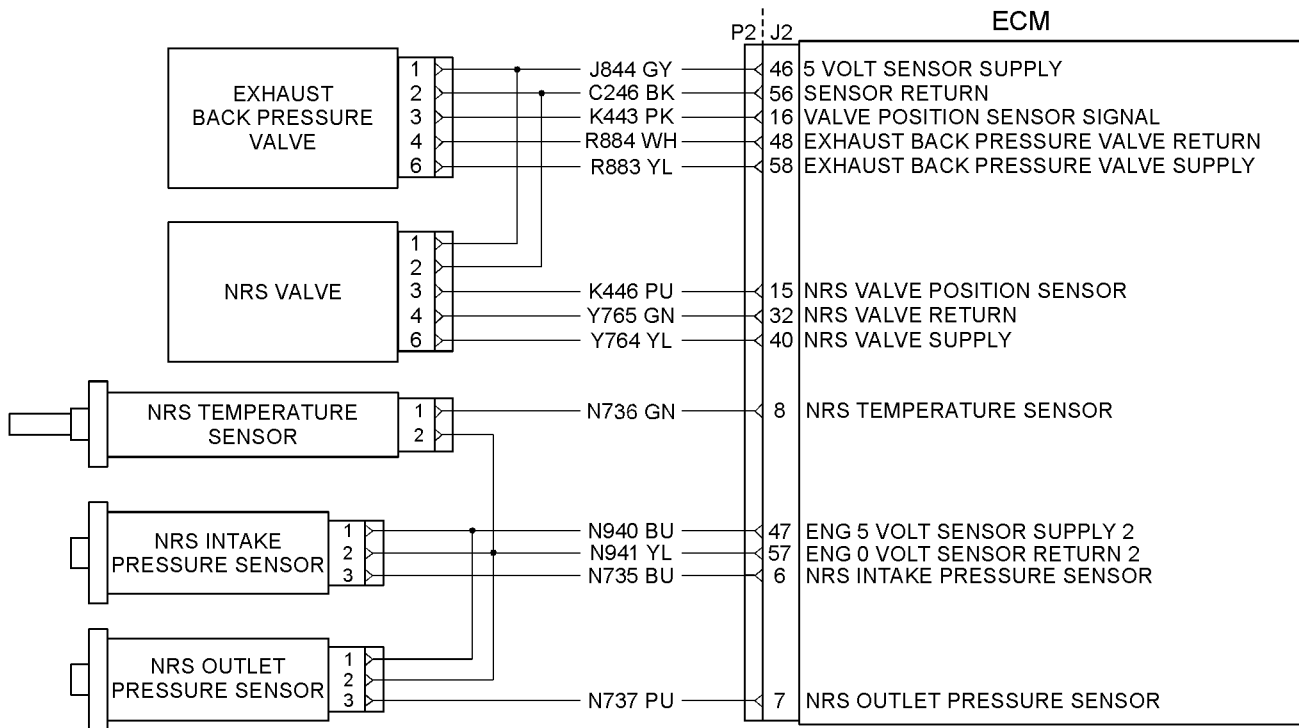 P2 J2 ECM
EXHAUST
BACK PRESSURE
VALVE
1 J844 GY 46 5 VOLT SENSOR SUPPLY
2 C246 BK 56 SENSOR RETURN
3 K443 PK 16 VALVE POSITION SENSOR SIGNAL
4 R884 WH 48 EXHAUST BACK PRESSURE VALVE RETURN
6 R883 YL 58 EXHAUST BACK PRESSURE VALVE SUPPLY
NRS VALVE
1
2
3 K446 PU 15 NRS VALVE POSITION SENSOR
4 Y765 GN 32 NRS VALVE RETURN
6 Y764 YL 40 NRS VALVE SUPPLY
NRS TEMPERATURE
SENSOR
1 N736 GN 8 NRS TEMPERATURE SENSOR
2
NRS INTAKE
PRESSURE SENSOR
1 N940 BU 47 ENG 5 VOLT SENSOR SUPPLY 2
2 N941 YL 57 ENG 0 VOLT SENSOR RETURN 2
3 N735 BU 6 NRS INTAKE PRESSURE SENSOR
NRS OUTLET
PRESSURE SENSOR
1
2
3 N737 PU 7 NRS OUTLET PRESSURE SENSOR